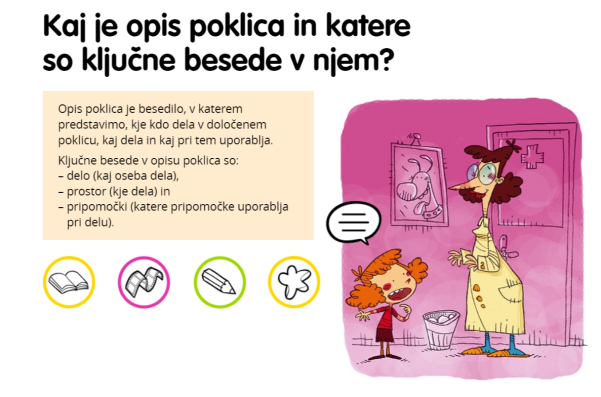 Kaj je opis poklica in katere
so ključne besede v njem?
Opis poklica je besedilo, v katerem
predstavimo, kje kdo dela v določenem
poklicu, kaj dela in kaj pri tem uporablja.
Ključne besede v opisu poklica so:
– delo (kaj oseba dela),
– prostor (kje dela) in
– pripomočki (katere pripomočke uporablja
pri delu).